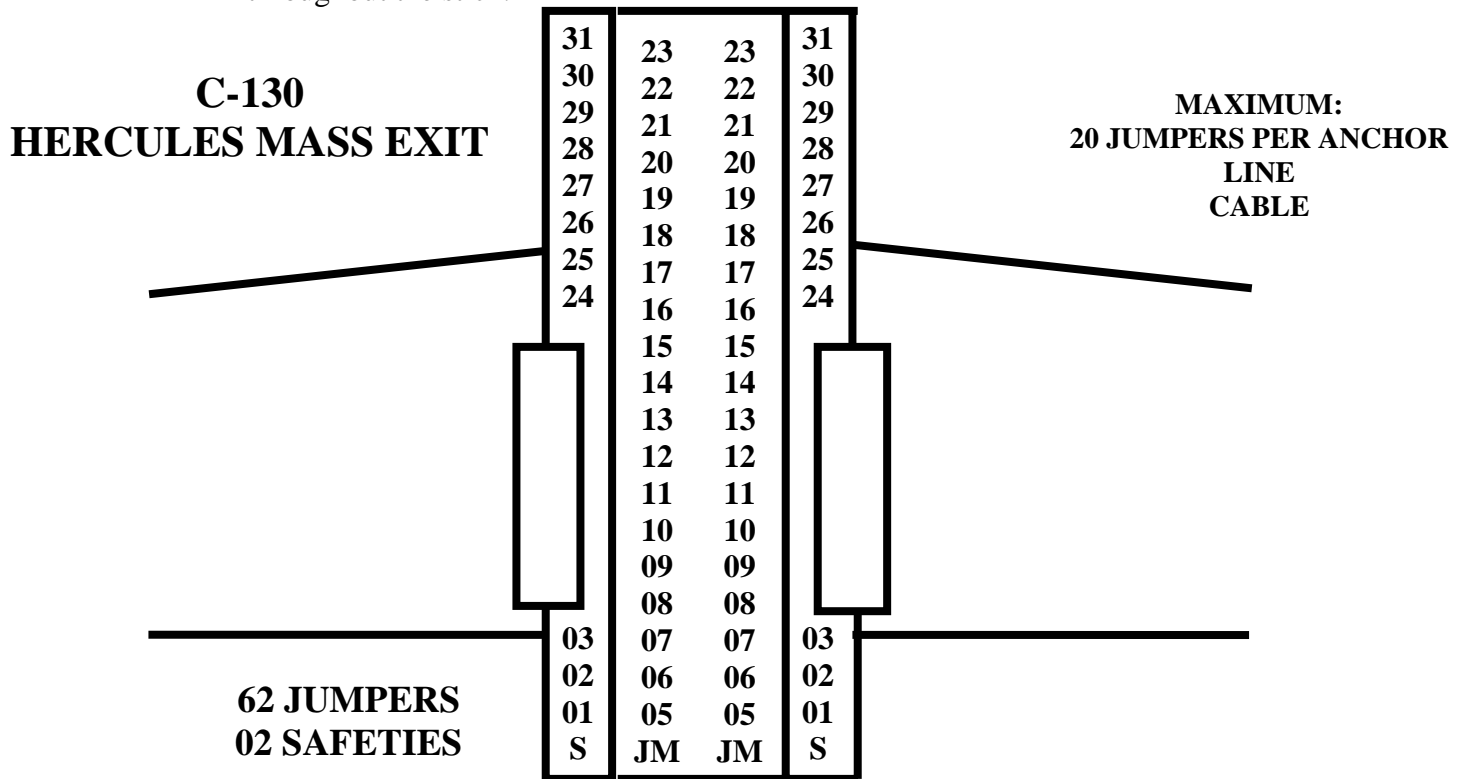 C-130
HERCULES MASS EXIT
MAXIMUM:
20 JUMPERS PER ANCHOR
LINE
CABLE
31 23 23 31
30 22 22 30
29 21 21 29
28 20 20 28
27 19 19 27
26 18 18 26
25 17 17 25
24 16 16 24
15 15
14 14
13 13
12 12
11 11
10 10
09 09
08 08
03 07 07 03
02 06 06 02
01 05 05 01
S JM JM S
62 JUMPERS
02 SAFETIES